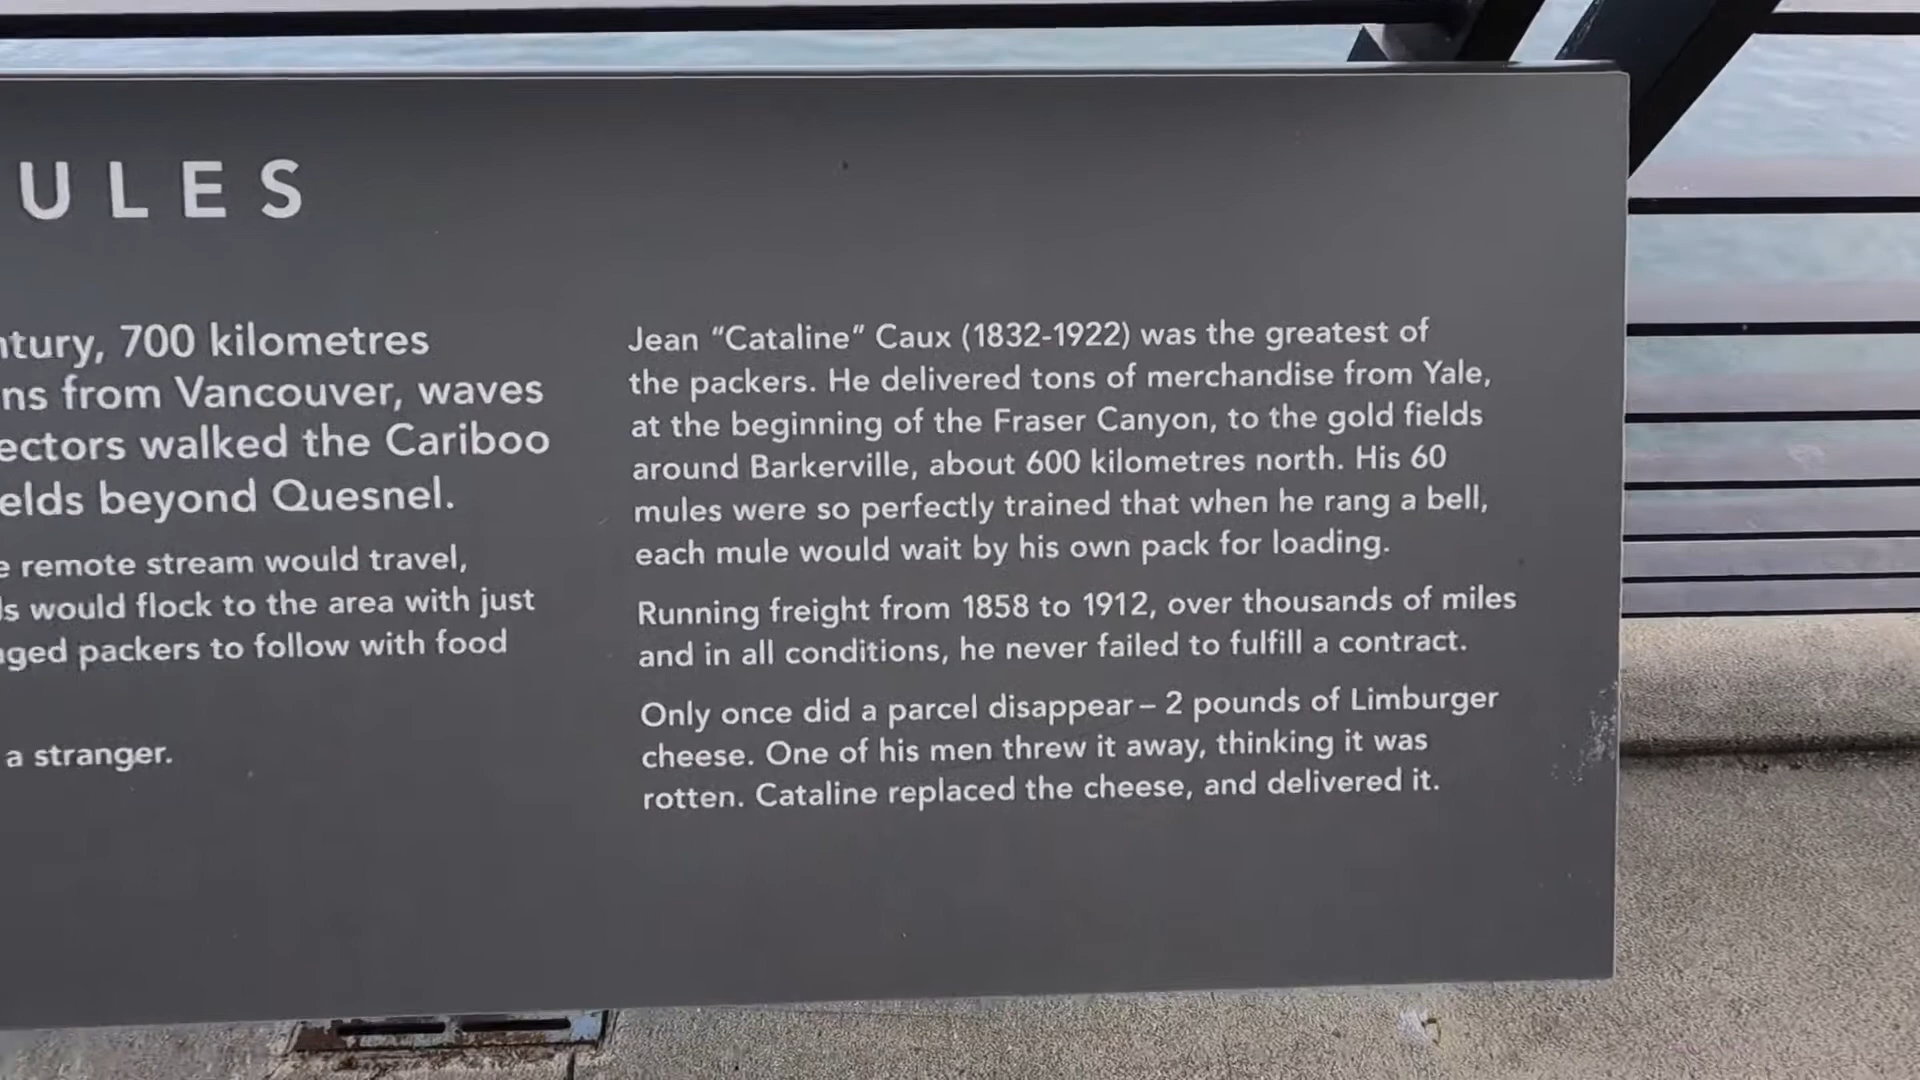 ULES
700 kilometres
from Vancouver, waves
walked the Cariboo
beyond Quesnel.
remote stream would travel,
would flock to the area with just
packers to follow with food
a stranger.
Jean “Cataline” Caux (1832-1922) was the greatest of
the packers. He delivered tons of merchandise from Yale,
at the beginning of the Fraser Canyon, to the gold fields
around Barkerville, about 600 kilometres north. His 60
mules were so perfectly trained that when he rang a bell,
each mule would wait by his own pack for loading.
Running freight from 1858 to 1912, over thousands of miles
and in all conditions, he never failed to fulfill a contract.
Only once did a parcel disappear – 2 pounds of Limburger
cheese. One of his men threw it away, thinking it was
rotten. Cataline replaced the cheese, and delivered it.